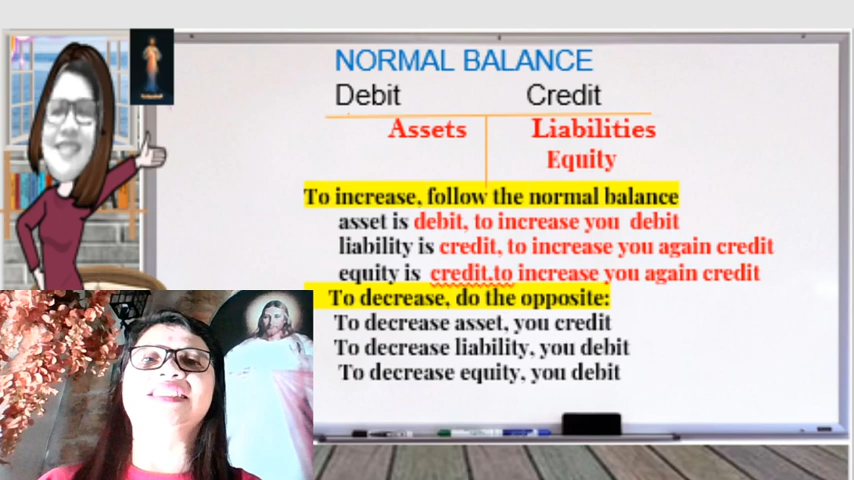 NORMAL BALANCE
Debit Credit
Assets Liabilities
Equity
To increase, follow the normal balance
asset is debit, to increase you debit
liability is credit, to increase you again credit
equity is credit,to increase you again credit
To decrease, do the opposite:
To decrease asset, you credit
To decrease liability, you debit
To decrease equity, you debit